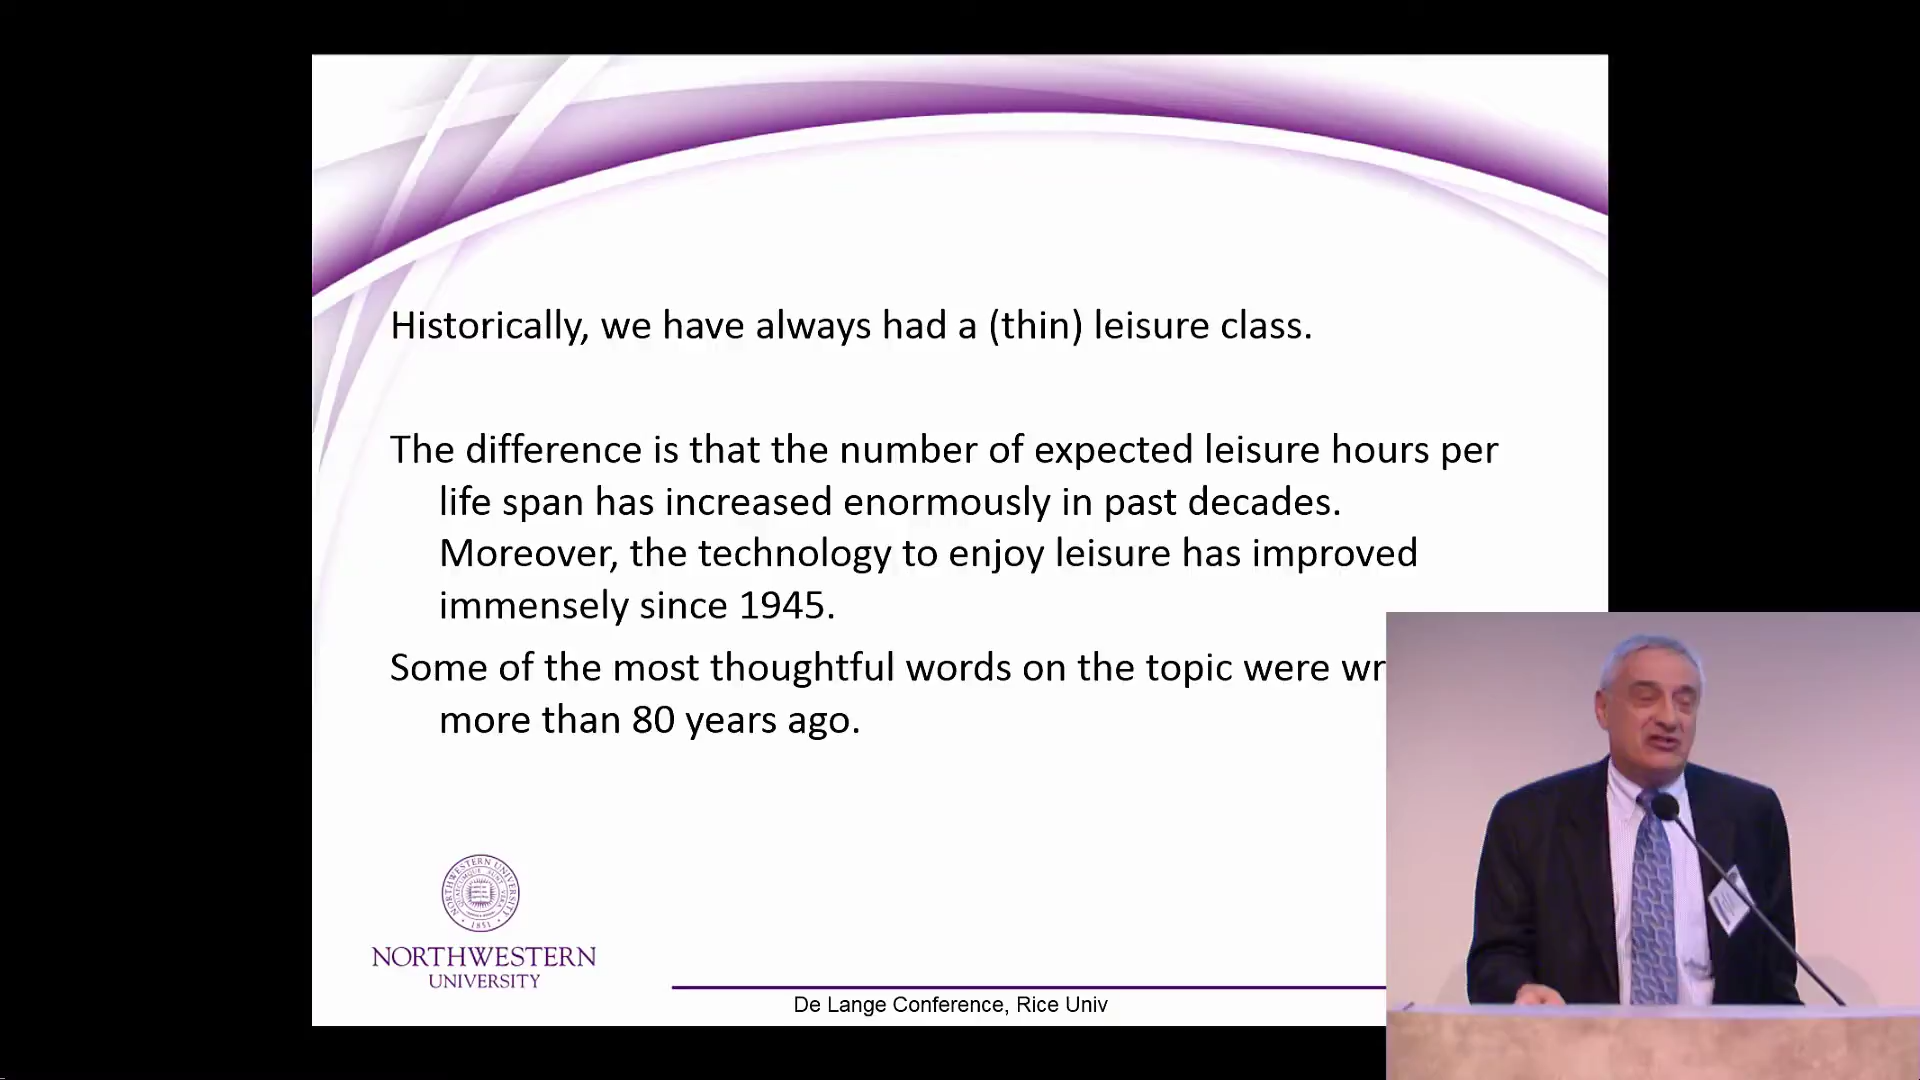 Historically, we have always had a (thin) leisure class.
The difference is that the number of expected leisure hours per
life span has increased enormously in past decades.
Moreover, the technology to enjoy leisure has improved
immensely since 1945.
Some of the most thoughtful words on the topic were wr
more than 80 years ago.
NORTHWESTERN UNIVERSITY
1851
NORTHWESTERN
UNIVERSITY
De Lange Conference, Rice Univ